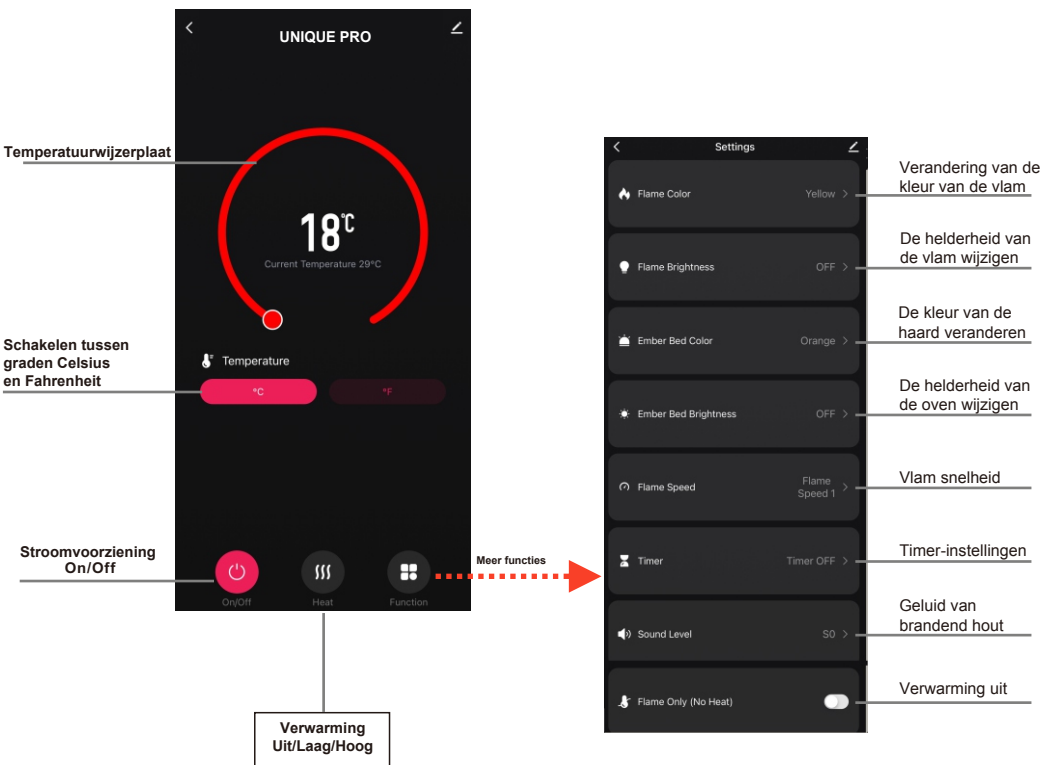 UNIQUE PRO
Temperatuurwijzerplaat
18°C
Current Temperature 29°C
Schakelen tussen
graden Celsius
en Fahrenheit
Temperature
°C
°F
Stroomvoorziening
On/Off
On/Off
Heat
Function
Meer functies
Verwarming
Uit/Laag/Hoog
Settings
Flame Color
Yellow
Verandering van de
kleur van de vlam
Flame Brightness
OFF
De helderheid van
de vlam wijzigen
Ember Bed Color
Orange
De kleur van de
haard veranderen
Ember Bed Brightness
OFF
De helderheid van
de oven wijzigen
Flame Speed
Flame
Speed 1
Vlam snelheid
Timer
Timer OFF
Timer-instellingen
Sound Level
S0
Geluid van
brandend hout
Flame Only (No Heat)
Verwarming uit